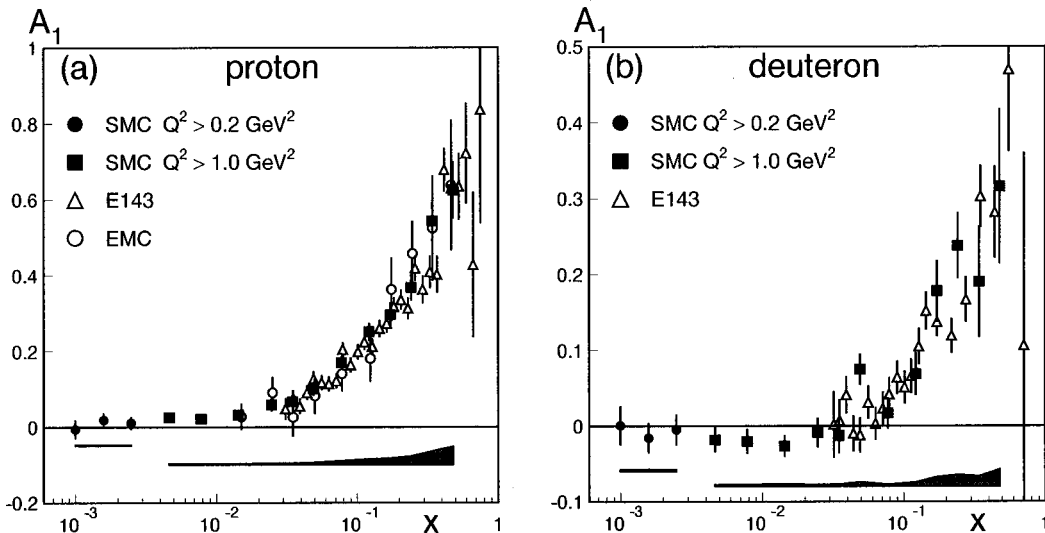 A₁
1
(a) proton
● SMC Q² > 0.2 GeV²
■ SMC Q² > 1.0 GeV²
△ E143
○ EMC
0.8
0.6
0.4
0.2
0
-0.2
10⁻³ 10⁻² 10⁻¹ X 1
A₁
0.5
(b) deuteron
● SMC Q² > 0.2 GeV²
■ SMC Q² > 1.0 GeV²
△ E143
0.4
0.3
0.2
0.1
0
-0.1
10⁻³ 10⁻² 10⁻¹ X 1